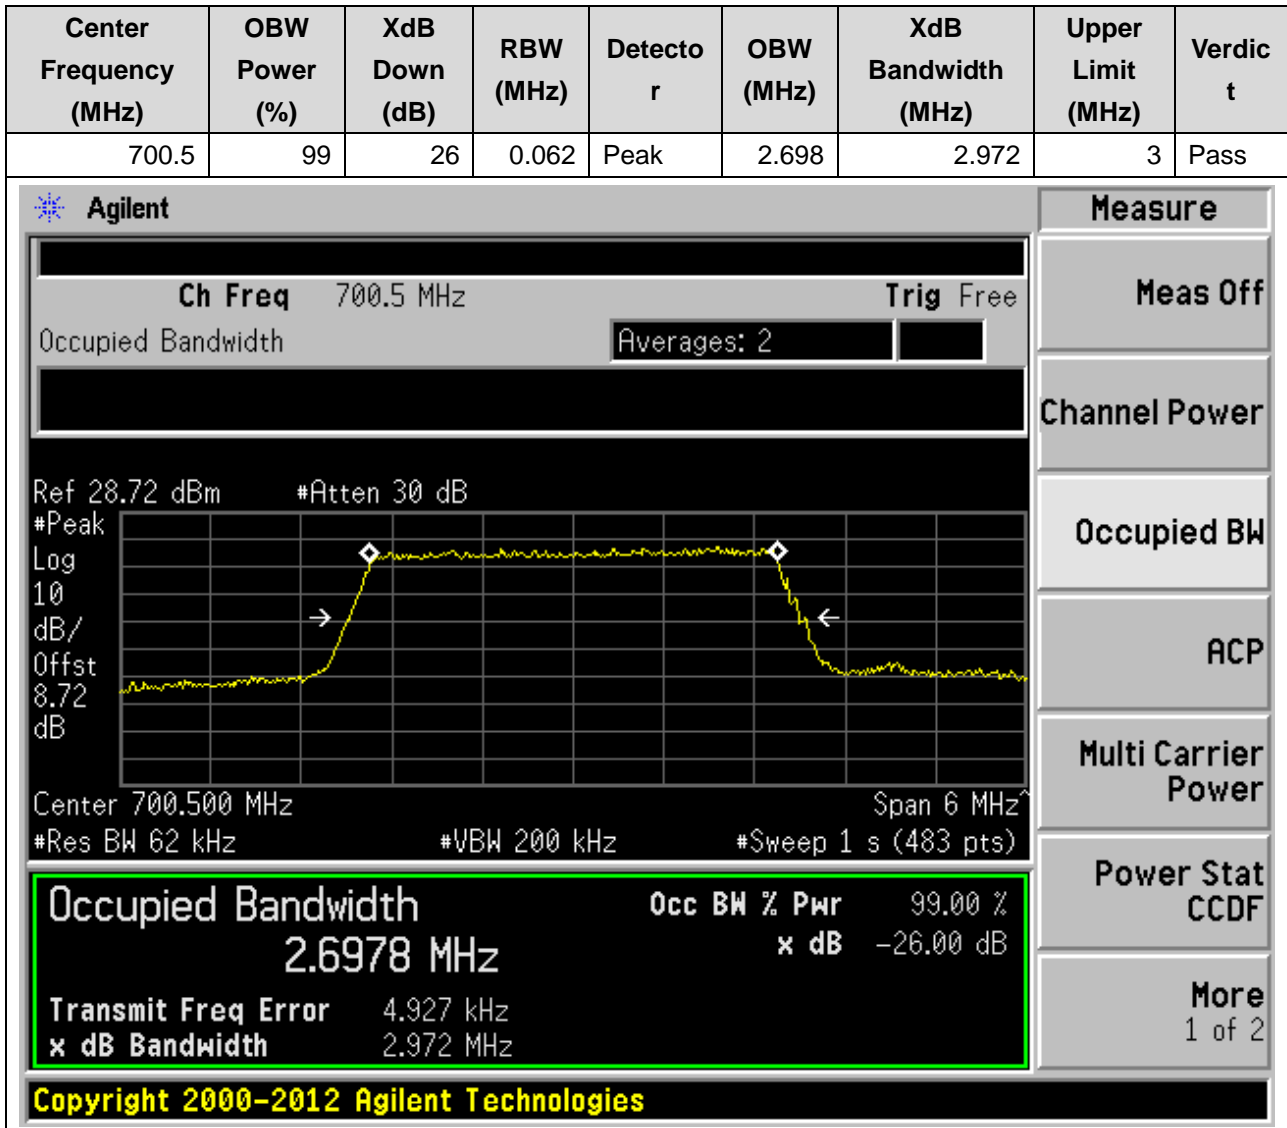 Center Frequency (MHz) OBW Power (%) XdB Down (dB) RBW (MHz) Detecto r OBW (MHz) XdB Bandwidth (MHz) Upper Limit (MHz) Verdic t
700.5 99 26 0.062 Peak 2.698 2.972 3 Pass
Agilent
Measure
Ch Freq 700.5 MHz Trig Free
Occupied Bandwidth Averages: 2
Ref 28.72 dBm #Atten 30 dB
#Peak
Log
10
dB/
Offst
8.72
dB
Center 700.500 MHz Span 6 MHz^
#Res BW 62 kHz #VBW 200 kHz #Sweep 1 s (483 pts)
Occupied Bandwidth Occ BW % Pwr 99.00 %
2.6978 MHz x dB -26.00 dB
Transmit Freq Error 4.927 kHz
x dB Bandwidth 2.972 MHz
Meas Off
Channel Power
Occupied BW
ACP
Multi Carrier
Power
Power Stat
CCDF
More
1 of 2
Copyright 2000-2012 Agilent Technologies